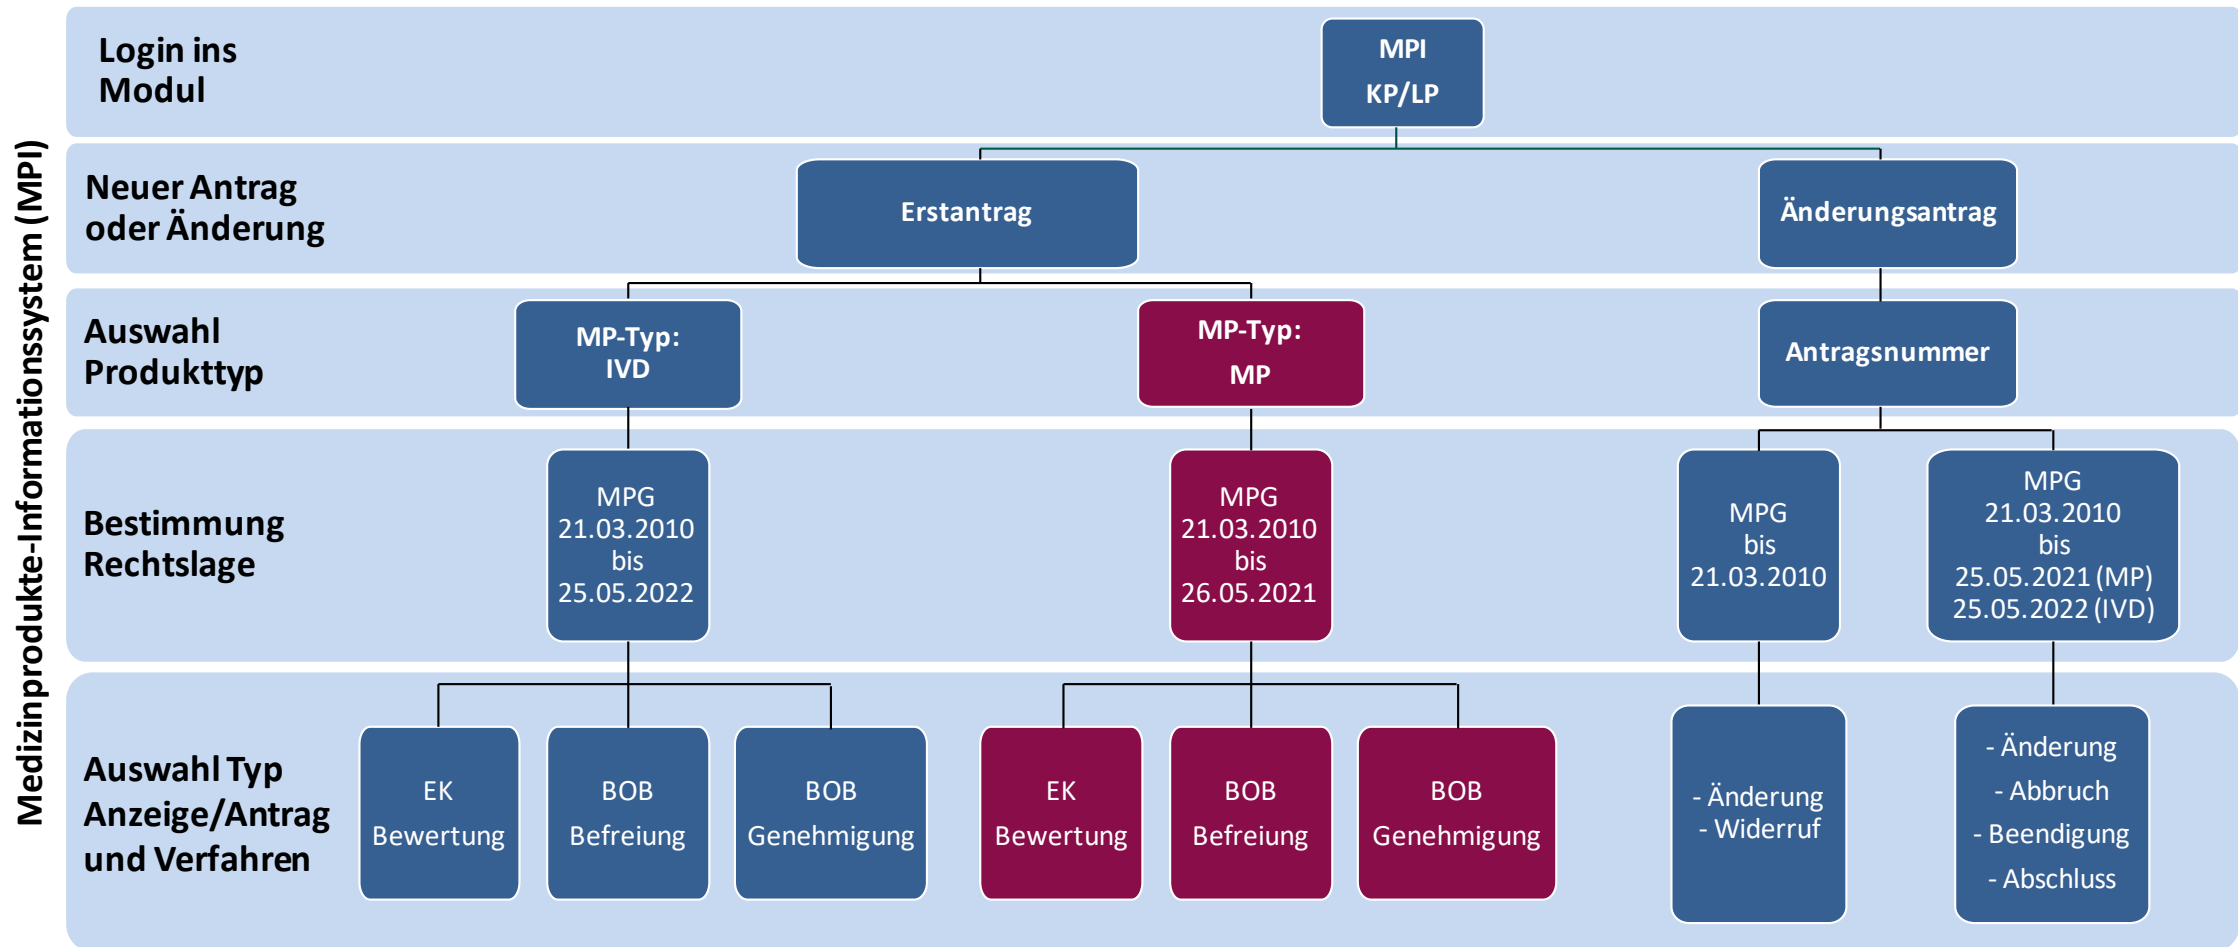 Medizinprodukte-Informationssystem (MPI)
Login ins
Modul
MPI
KP/LP
Neuer Antrag
oder Änderung
Erstantrag
Änderungsantrag
Auswahl
Produkttyp
MP-Typ:
IVD
MP-Typ:
MP
Antragsnummer
Bestimmung
Rechtslage
MPG
21.03.2010
bis
25.05.2022
MPG
21.03.2010
bis
26.05.2021
MPG
bis
21.03.2010
MPG
21.03.2010
bis
25.05.2021 (MP)
25.05.2022 (IVD)
Auswahl Typ
Anzeige/Antrag
und Verfahren
EK
Bewertung
BOB
Befreiung
BOB
Genehmigung
EK
Bewertung
BOB
Befreiung
BOB
Genehmigung
- Änderung
- Widerruf
- Änderung
- Abbruch
- Beendigung
- Abschluss